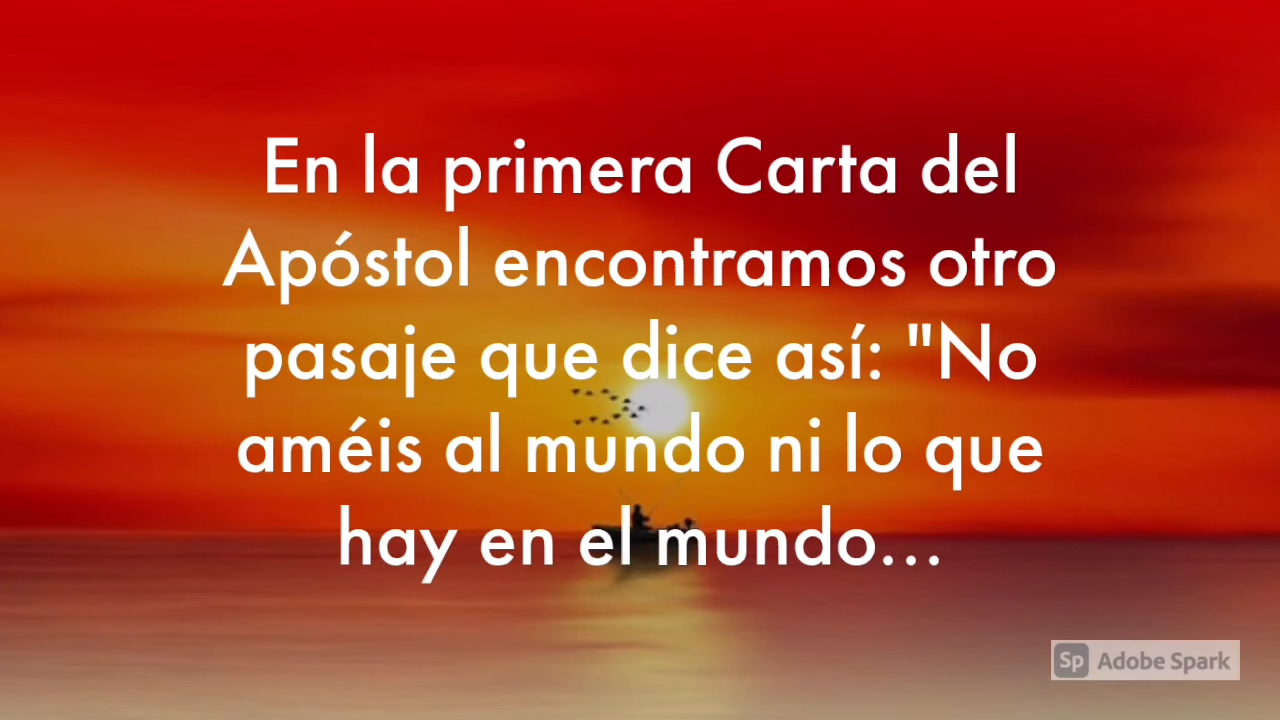 En la primera Carta del
Apóstol encontramos otro
pasaje que dice así: "No
améis al mundo ni lo que
hay en el mundo...
Sp Adobe Spark